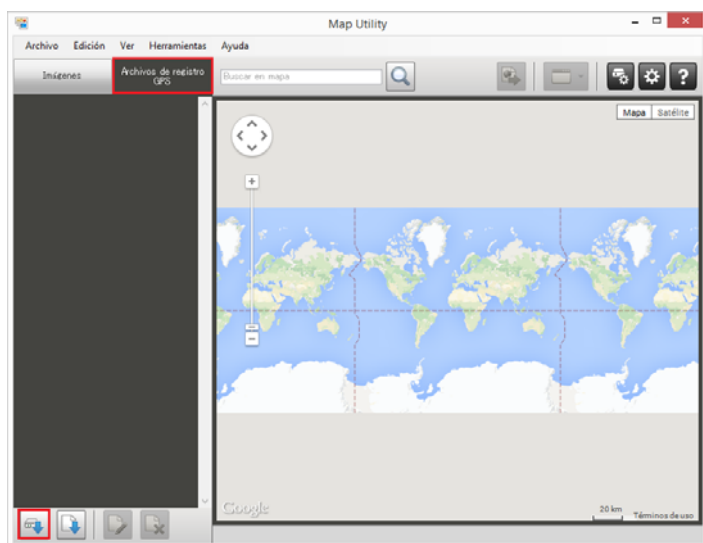 Map Utility
Archivo Edición Ver Herramientas Ayuda
Imágenes
Archivos de registro
GPS
Buscar en mapa
?
Mapa Satélite
+
-
Google
20 km
Términos de uso